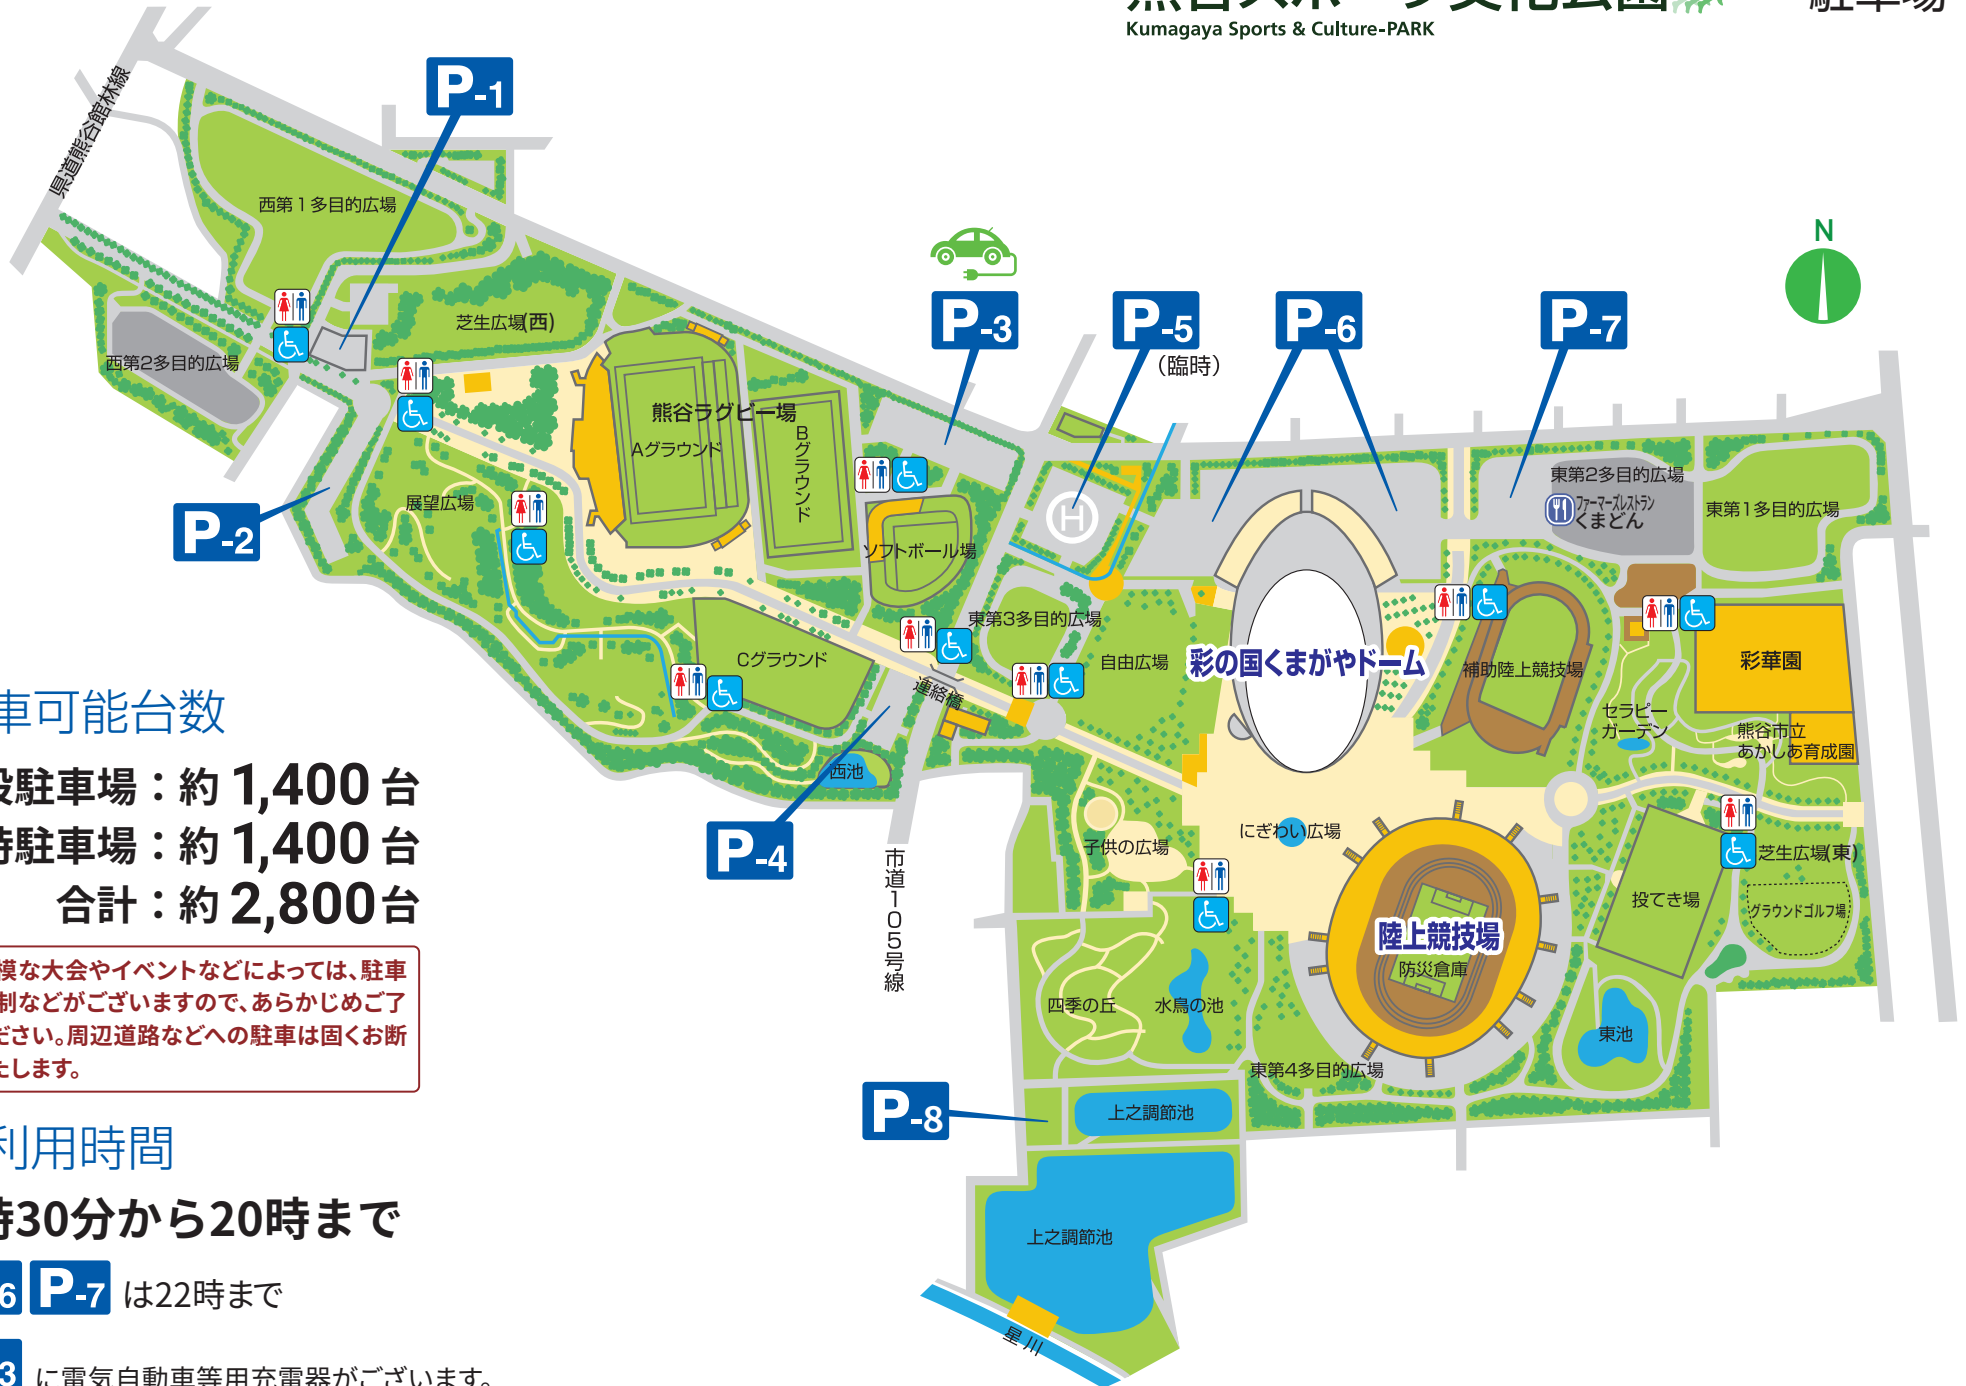 Kumagaya Sports & Culture-PARK
駐車場
県道熊谷館林線
P-1
西第1多目的広場
N
P-3
P-5
(臨時)
P-6
P-7
芝生広場(西)
西第2多目的広場
熊谷ラグビー場
Aグラウンド
Bグラウンド
東第2多目的広場
ファーマーズレストラン
くまどん
東第1多目的広場
展望広場
P-2
H
ソフトボール場
東第3多目的広場
自由広場
彩の国くまがやドーム
補助陸上競技場
彩華園
Cグラウンド
連絡橋
セラピー
ガーデン
熊谷市立
あかしあ育成園
西池
P-4
市道105号線
子供の広場
にぎわい広場
芝生広場(東)
投てき場
グラウンドゴルフ場
陸上競技場
防災倉庫
四季の丘
水鳥の池
東池
東第4多目的広場
P-8
上之調節池
上之調節池
星川
車可能台数
駐車場:約 1,400 台
駐車場:約 1,400 台
合計:約 2,800 台
模な大会やイベントなどによっては、駐車
制などがございますので、あらかじめご了
ださい。周辺道路などへの駐車は固くお断
たします。
利用時間
時30分から20時まで
6 P-7 は22時まで
3 に電気自動車等用充電器がございます。